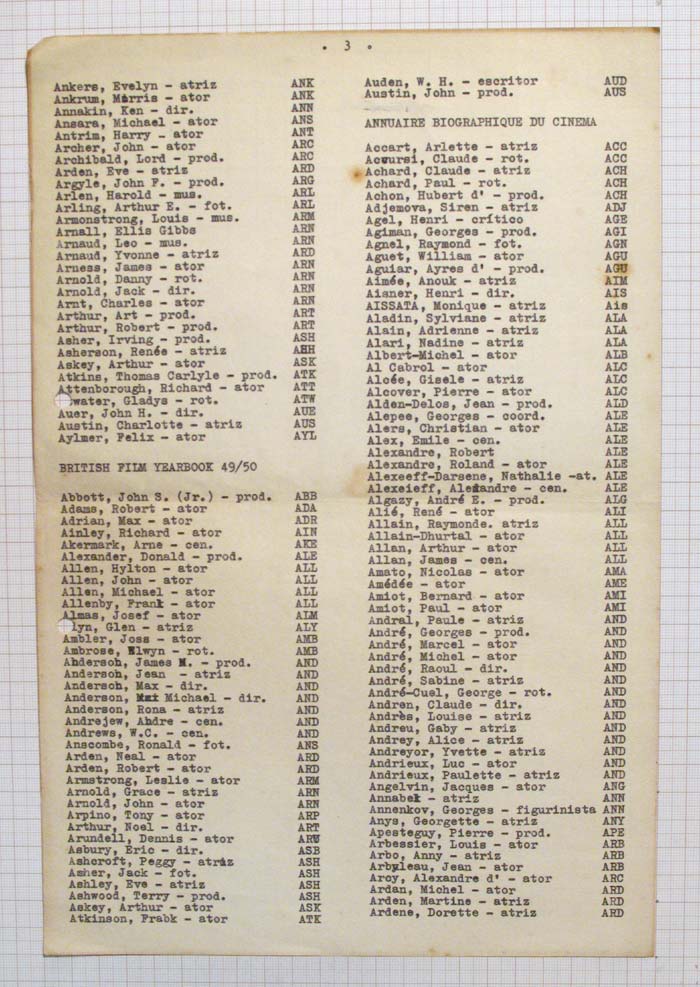 • 3 •
Ankers, Evelyn - atriz ANK
Ankrum, Morris - ator ANK
Annakin, Ken - dir. ANN
Ansara, Michael - ator ANS
Antrim, Harry - ator ANT
Archer, John - ator ARC
Archibald, Lord - prod. ARC
Arden, Eve - atriz ARD
Argyle, John F. - prod. ARG
Arlen, Harold - mus. ARL
Arling, Arthur E. - fot. ARL
Armonstrong, Louis - mus. ARM
Arnall, Ellis Gibbs ARN
Arnaud, Leo - mus. ARN
Arnaud, Yvonne - atriz ARD
Arness, James - ator ARN
Arnold, Danny - rot. ARN
Arnold, Jack - dir. ARN
Arnt, Charles - ator ARN
Arthur, Art - prod. ART
Arthur, Robert - prod. ART
Asher, Irving - prod. ASH
Asherson, Renée - atriz ASH
Askey, Arthur - ator ASK
Atkins, Thomas Carlyle - prod. ATK
Attenborough, Richard - ator ATT
water, Gladys - rot. ATW
Auer, John H. - dir. AUE
Austin, Charlotte - atriz AUS
Aylmer, Felix - ator AYL
BRITISH FILM YEARBOOK 49/50
Abbott, John S. (Jr.) - prod. ABB
Adams, Robert - ator ADA
Adrian, Max - ator ADR
Ainley, Richard - ator AIN
Akermark, Arne - cen. AKE
Alexander, Donald - prod. ALE
Allen, Hylton - ator ALL
Allen, John - ator ALL
Allen, Michael - ator ALL
Allenby, Frank - ator ALL
Almas, Josef - ator ALM
lyn, Glen - atriz ALY
Ambler, Joss - ator AMB
Ambrose, Elwyn - rot. AMB
Ahderson, James M. - prod. AND
Anderson, Jean - atriz AND
Anderson, Max - dir. AND
Anderson, Michael - dir. AND
Anderson, Rona - atriz AND
Andrejew, Andre - cen. AND
Andrews, W.C. - cen. AND
Anscombe, Ronald - fot. ANS
Arden, Neal - ator ARD
Arden, Robert - ator ARD
Armstrong, Leslie - ator ARM
Arnold, Grace - atriz ARN
Arnold, John - ator ARN
Arpino, Tony - ator ARP
Arthur, Noel - dir. ART
Arundell, Dennis - ator ARU
Asbury, Eric - dir. ASB
Ashcroft, Peggy - atriz ASH
Asher, Jack - fot. ASH
Ashley, Eve - atriz ASH
Ashwood, Terry - prod. ASH
Askey, Arthur - ator ASK
Atkinson, Frabk - ator ATK
Auden, W. H. - escritor AUD
Austin, John - prod. AUS
ANNUAIRE BIOGRAPHIQUE DU CINEMA
Accart, Arlette - atriz ACC
Accursi, Claude - rot. ACC
Achard, Claude - atriz ACH
Achard, Paul - rot. ACH
Achon, Hubert d' - prod. ACH
Adjemova, Siren - atriz ADJ
Agel, Henri - crítico AGE
Agiman, Georges - prod. AGI
Agnel, Raymond - fot. AGN
Aguet, William - ator AGU
Aguiar, Ayres d' - prod. AGU
Aimée, Anouk - atriz AIM
Aisner, Henri - dir. AIS
AISSATA, Monique - atriz Ais
Aladin, Sylviane - atriz ALA
Alain, Adrienne - atriz ALA
Alari, Nadine - atriz ALA
Albert-Michel - ator ALB
Al Cabrol - ator ALC
Alcée, Gisele - atriz ALC
Alcover, Pierre - ator ALC
Alden-Delos, Jean - prod. ALD
Alepee, Georges - coord. ALE
Alers, Christian - ator ALE
Alex, Emile - cen. ALE
Alexandre, Robert ALE
Alexandre, Roland - ator ALE
Alexeeff-Darsene, Nathalie -at. ALE
Alexeieff, Alexandre - cen. ALE
Algazy, André E. - prod. ALG
Alié, René - ator ALI
Allain, Raymonde. atriz ALL
Allain-Dhurtal - ator ALL
Allan, Arthur - ator ALL
Allan, James - cen. ALL
Amato, Nicolas - ator AMA
Amédée - ator AME
Amiot, Bernard - ator AMI
Amiot, Paul - ator AMI
Andral, Paule - atriz AND
André, Georges - prod. AND
André, Marcel - ator AND
André, Michel - ator AND
André, Raoul - dir. AND
André, Sabine - atriz AND
André-Cuel, George - rot. AND
Andren, Claude - dir. AND
Andrès, Louise - atriz AND
Andreu, Gaby - atriz AND
Andrey, Alice - atriz AND
Andreyor, Yvette - atriz AND
Andrieux, Luc - ator AND
Andrieux, Paulette - atriz AND
Angelvin, Jacques - ator ANG
Annabel - atriz ANN
Annenkov, Georges - figurinista ANN
Anys, Georgette - atriz ANY
Apesteguy, Pierre - prod. APE
Arbessier, Louis - ator ARB
Arbo, Anny - atriz ARB
Arbyleau, Jean - ator ARB
Arcy, Alexandre d' - ator ARC
Ardan, Michel - ator ARD
Arden, Martine - atriz ARD
Ardene, Dorette - atriz ARD